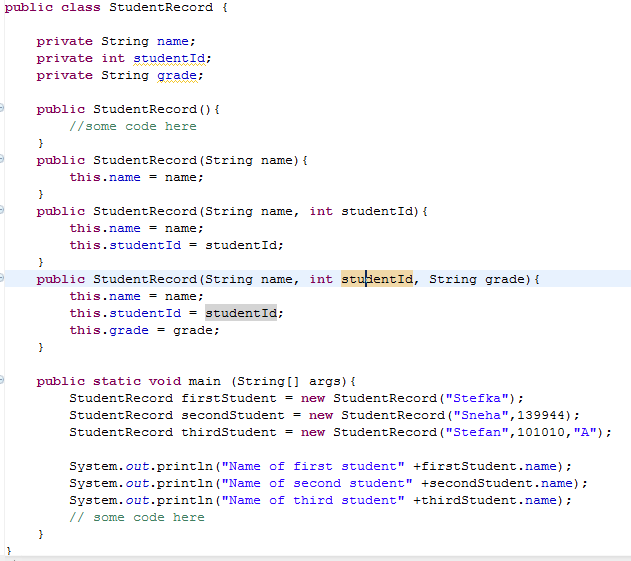 public class StudentRecord {
private String name;
private int studentId;
private String grade;
public StudentRecord(){
//some code here
}
public StudentRecord(String name){
this.name = name;
}
public StudentRecord(String name, int studentId){
this.name = name;
this.studentId = studentId;
}
public StudentRecord(String name, int studentId, String grade){
this.name = name;
this.studentId = studentId;
this.grade = grade;
}
public static void main (String[] args){
StudentRecord firstStudent = new StudentRecord("Stefka");
StudentRecord secondStudent = new StudentRecord("Sneha",139944);
StudentRecord thirdStudent = new StudentRecord("Stefan",101010,"A");
System.out.println("Name of first student" +firstStudent.name);
System.out.println("Name of second student" +secondStudent.name);
System.out.println("Name of third student" +thirdStudent.name);
// some code here
}
}